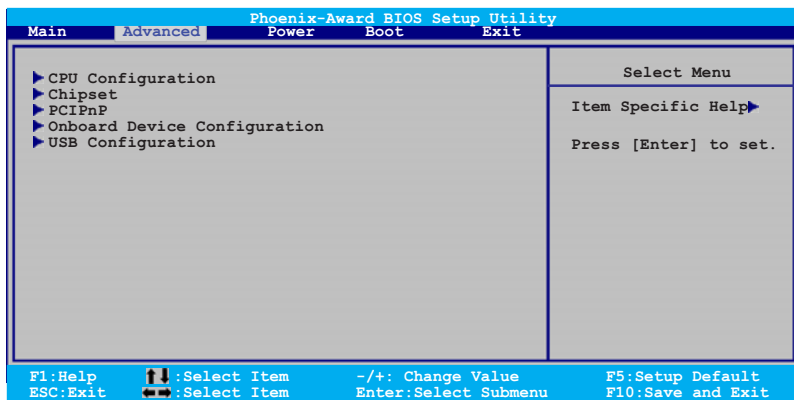 Phoenix-Award BIOS Setup Utility
Main Advanced Power Boot Exit
CPU Configuration
Chipset
PCIPnP
Onboard Device Configuration
USB Configuration
Select Menu
Item Specific Help
Press [Enter] to set.
F1:Help :Select Item -/+: Change Value F5:Setup Default
ESC:Exit :Select Item Enter:Select Submenu F10:Save and Exit